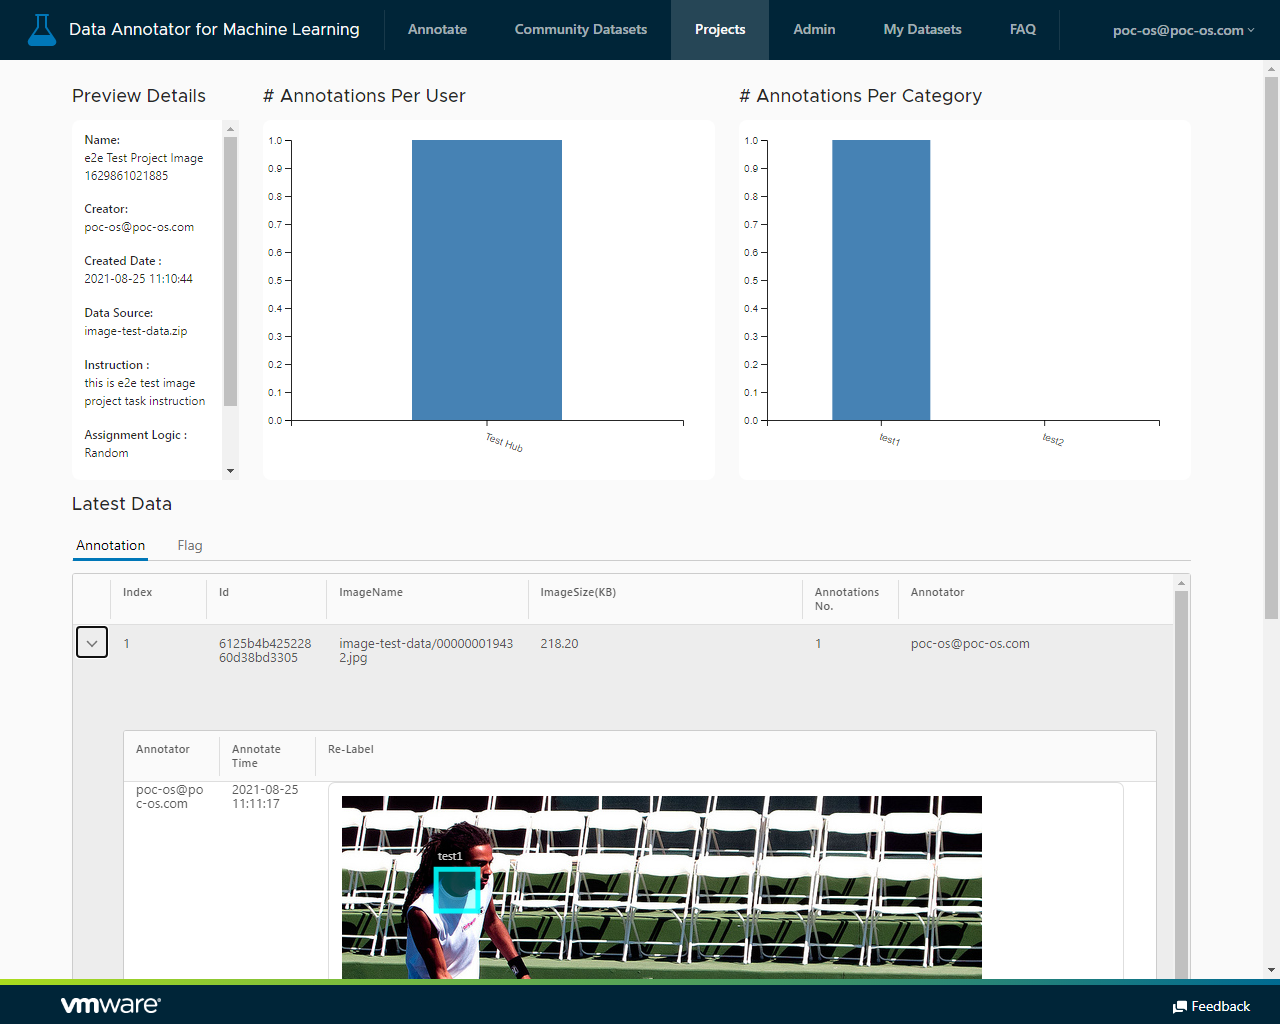 Data Annotator for Machine Learning
Annotate
Community Datasets
Projects
Admin
My Datasets
FAQ
poc-os@poc-os.com
Preview Details
Name:
e2e Test Project Image
1629861021885
Creator:
poc-os@poc-os.com
Created Date :
2021-08-25 11:10:44
Data Source:
image-test-data.zip
Instruction :
this is e2e test image
project task instruction
Assignment Logic :
Random
# Annotations Per User
1.0
0.9
0.8
0.7
0.6
0.5
0.4
0.3
0.2
0.1
0.0
Test Hub
# Annotations Per Category
1.0
0.9
0.8
0.7
0.6
0.5
0.4
0.3
0.2
0.1
0.0
test1
test2
Latest Data
Annotation
Flag
Index
Id
ImageName
ImageSize(KB)
Annotations
No.
Annotator
1
6125b4b425228
60d38bd3305
image-test-data/00000001943
2.jpg
218.20
1
poc-os@poc-os.com
Annotator
Annotate
Time
Re-Label
poc-os@po
c-os.com
2021-08-25
11:11:17
test1
vmware
Feedback